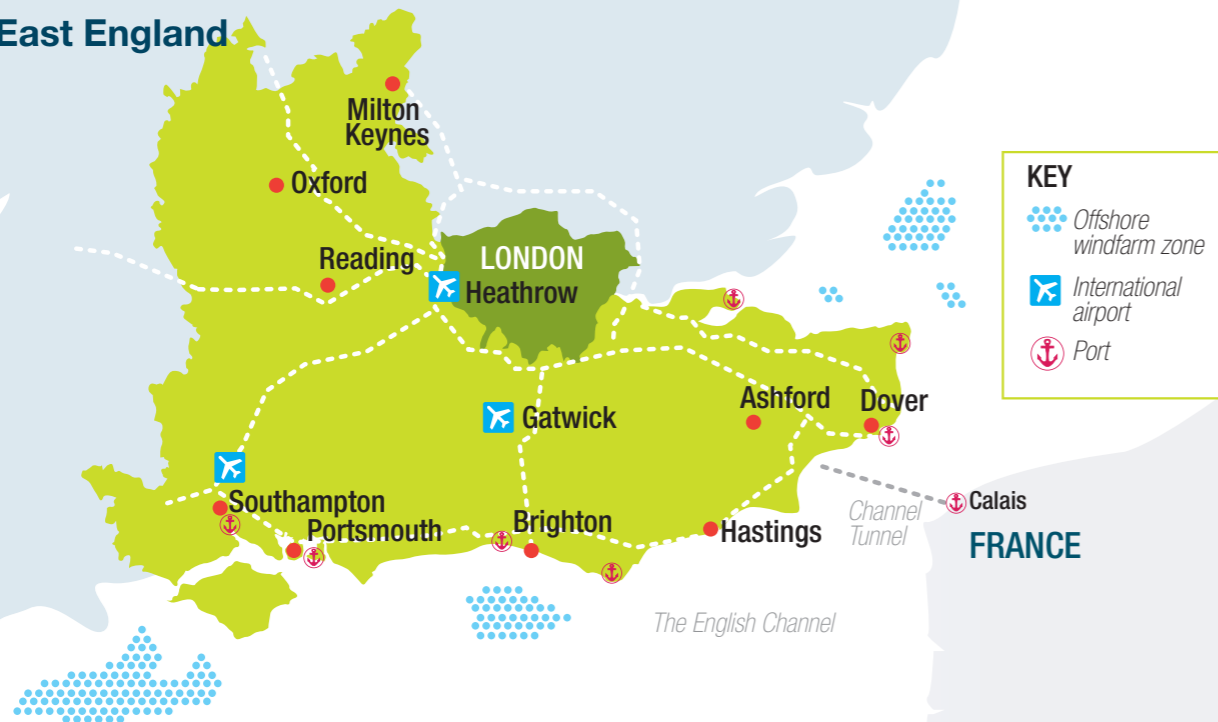 East England
Milton
Keynes
Oxford
Reading
LONDON
Heathrow
Gatwick
Ashford
Dover
Southampton
Portsmouth
Brighton
Hastings
Channel
Tunnel
Calais
FRANCE
The English Channel
KEY
Offshore
windfarm zone
International
airport
Port